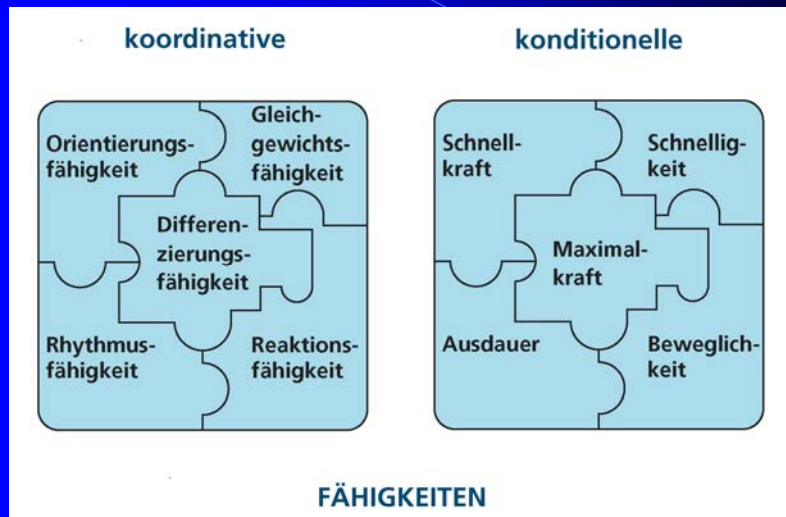 koordinative
Orientierungs-
fähigkeit
Gleich-
gewichts-
fähigkeit
Differen-
zierungs-
fähigkeit
Rhythmus-
fähigkeit
Reaktions-
fähigkeit
konditionelle
Schnell-
kraft
Schnellig-
keit
Maximal-
kraft
Ausdauer
Beweglich-
keit
FÄHIGKEITEN